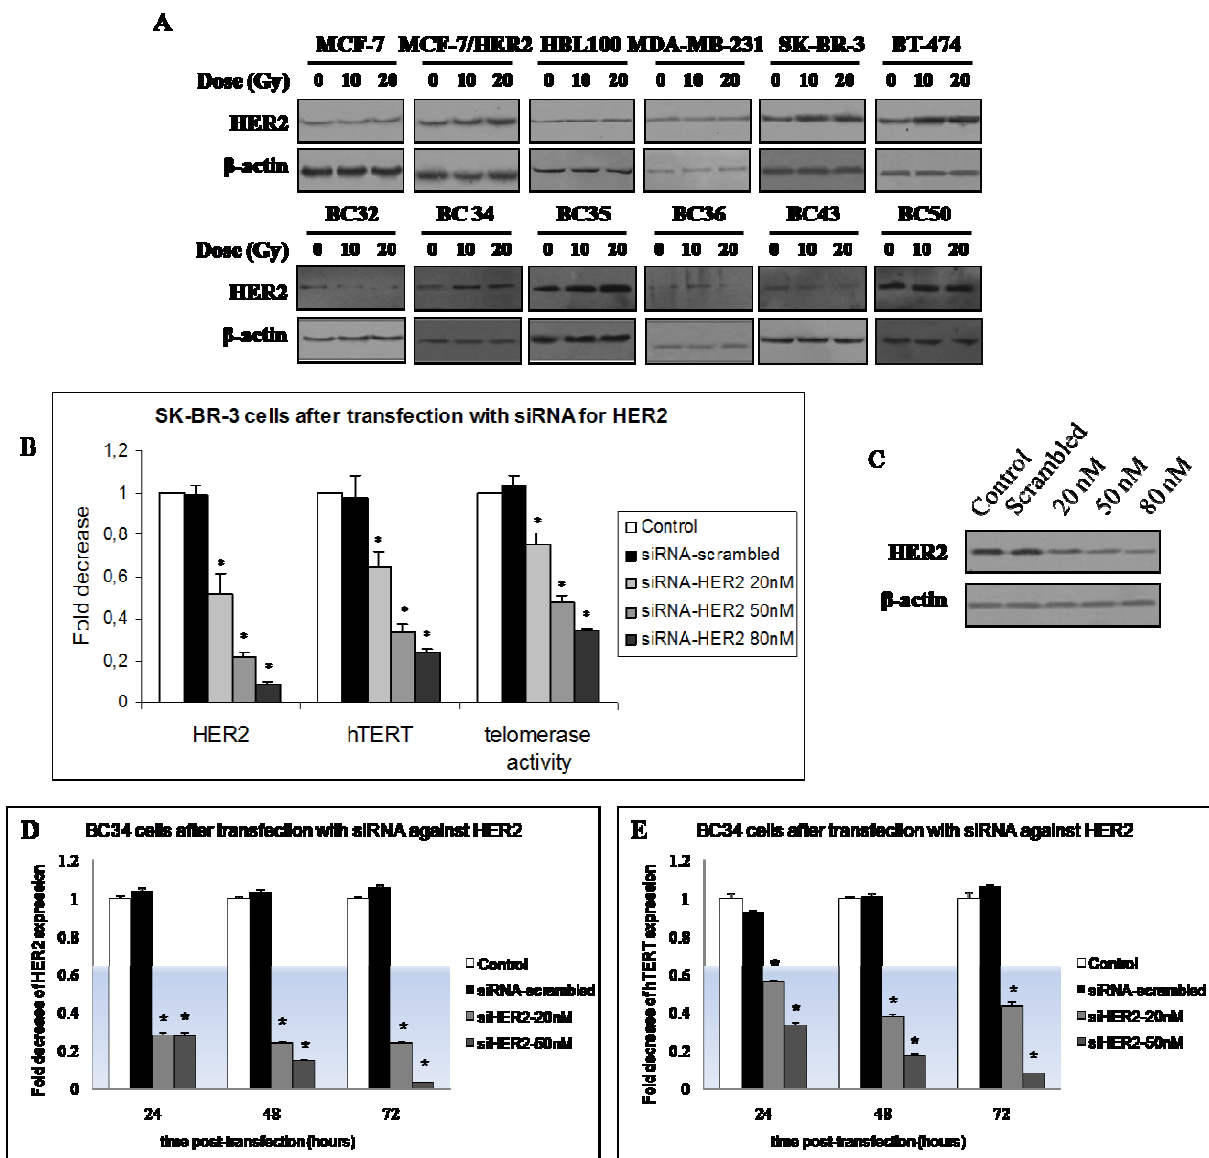 A
MCF-7 MCF-7/HER2 HBL100 MDA-MB-231 SK-BR-3 BT-474
Dose (Gy) 0 10 20 0 10 20 0 10 20 0 10 20 0 10 20 0 10 20
HER2
β-actin
BC32 BC 34 BC35 BC36 BC43 BC50
Dose (Gy) 0 10 20 0 10 20 0 10 20 0 10 20 0 10 20 0 10 20
HER2
β-actin
B
SK-BR-3 cells after transfection with siRNA for HER2
Fold decrease
1,2
1
0,8
0,6
0,4
0,2
0
* * *
* * *
* * *
HER2 hTERT telomerase activity
Control
siRNA-scrambled
siRNA-HER2 20nM
siRNA-HER2 50nM
siRNA-HER2 80nM
C
Control Scrambled 20 nM 50 nM 80 nM
HER2
β-actin
D
BC34 cells after transfection with siRNA against HER2
Fold decrease of HER2 expression
1.2
1
0.8
0.6
0.4
0.2
0
* * * * * *
24 48 72
time post-transfection (hours)
Control
siRNA-scrambled
siHER2-20nM
siHER2-50nM
E
BC34 cells after transfection with siRNA against HER2
Fold decrease of hTERT expression
1.2
1
0.8
0.6
0.4
0.2
0
* * * * * *
24 48 72
time post-transfection (hours)
Control
siRNA-scrambled
siHER2-20nM
siHER2-50nM